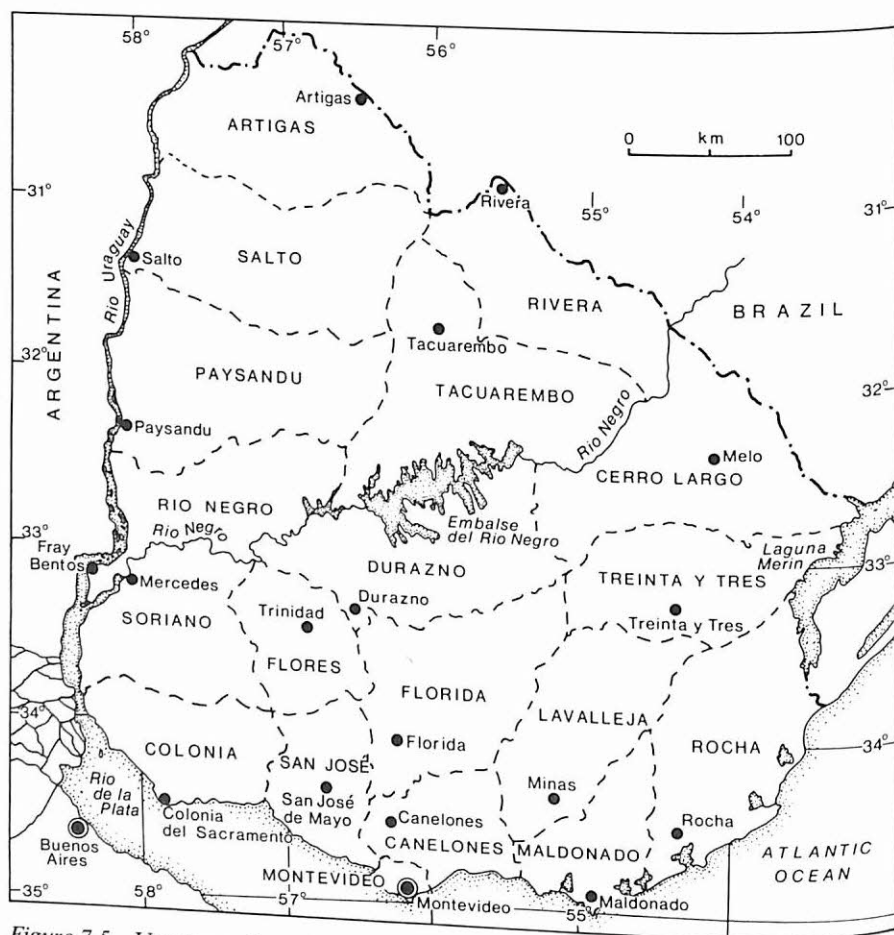 58°
57°
56°
Artigas
ARTIGAS
0 km 100
31°
Rivera
55°
54°
31°
Rio Uruguay
Salto
SALTO
ARGENTINA
RIVERA
BRAZIL
Tacuarembo
32°
PAYSANDU
TACUAREMBO
32°
Paysandu
Rio Negro
Melo
CERRO LARGO
RIO NEGRO
Rio Negro
Embalse
del Rio Negro
33°
Fray
Bentos
Laguna
Merin
33°
DURAZNO
TREINTA Y TRES
Mercedes
Durazno
Trinidad
Treinta y Tres
SORIANO
FLORES
FLORIDA
LAVALLEJA
34°
COLONIA
Florida
ROCHA
34°
SAN JOSÉ
Rio
de la
Plata
Minas
San José
de Mayo
Colonia
del Sacramento
Canelones
Rocha
Buenos
Aires
CANELONES
MALDONADO
ATLANTIC
OCEAN
MONTEVIDEO
35°
58°
57°
Montevideo
55°
Maldonado
Figure 7.5